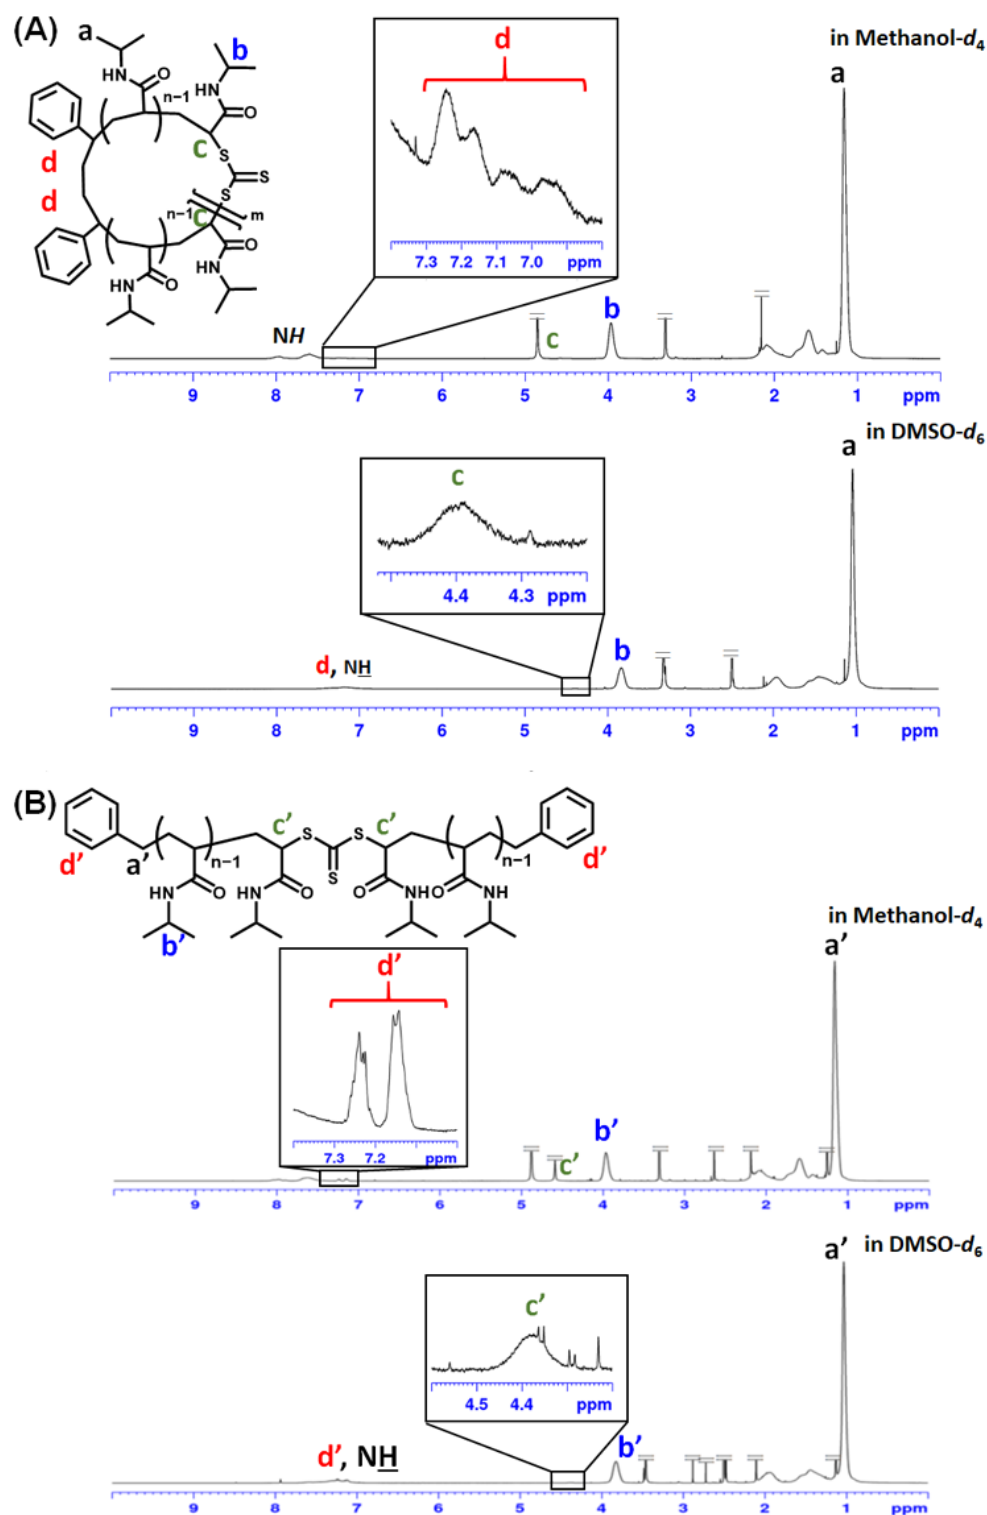 (A)
a
b
HN
O
n−1
HN
O
d
d
c
S
S
S
n−1
c
m
O
HN
O
HN
d
7.3 7.2 7.1 7.0 ppm
in Methanol-d4
a
NH
c
b
9 8 7 6 5 4 3 2 1 ppm
in DMSO-d6
a
c
4.4 4.3 ppm
d, NH
b
9 8 7 6 5 4 3 2 1 ppm
(B)
c’ S S c’
d’ a’ n−1 S n−1 d’
HN O HN O O NH O NH
b’
in Methanol-d4
a’
d’
7.3 7.2 ppm
c’
b’
9 8 7 6 5 4 3 2 1 ppm
in DMSO-d6
a’
c’
4.5 4.4 ppm
d’, NH
b’
9 8 7 6 5 4 3 2 1 ppm